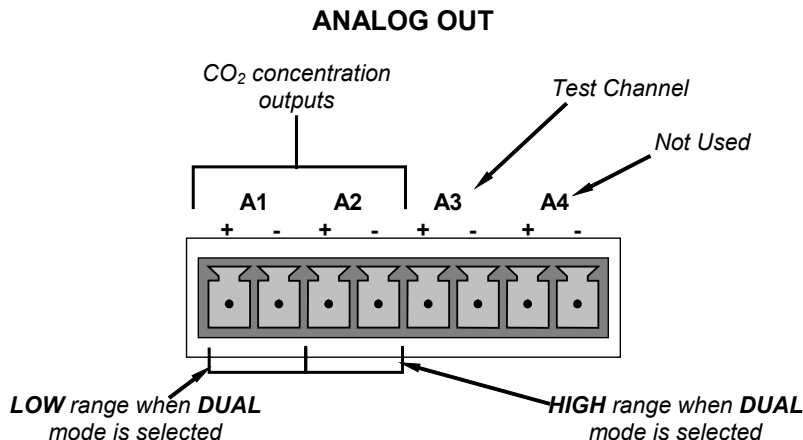 ANALOG OUT
CO₂ concentration
outputs
Test Channel
Not Used
A1 A2 A3 A4
+ - + - + - + -
LOW range when DUAL
mode is selected
HIGH range when DUAL
mode is selected